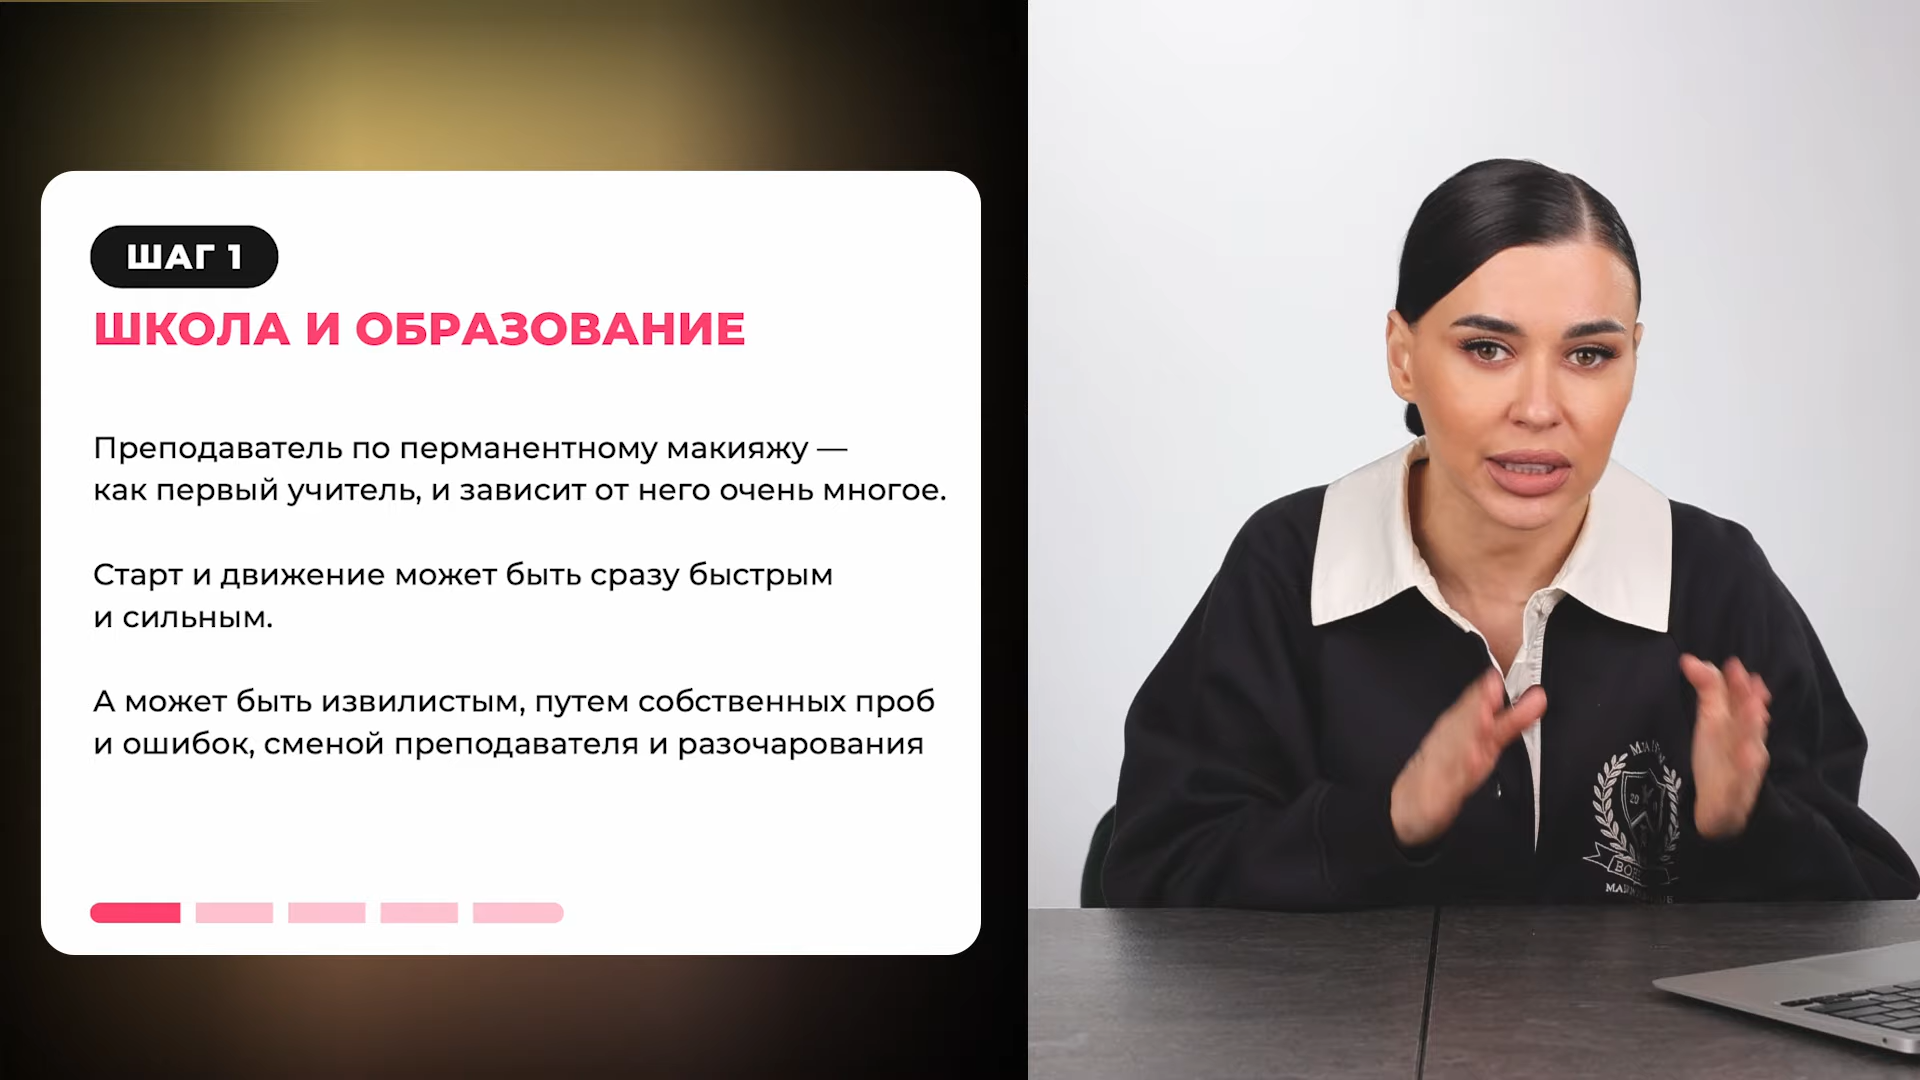 ШАГ 1
ШКОЛА И ОБРАЗОВАНИЕ
Преподаватель по перманентному макияжу —
как первый учитель, и зависит от него очень многое.
Старт и движение может быть сразу быстрым
и сильным.
А может быть извилистым, путем собственных проб
и ошибок, сменой преподавателя и разочарования